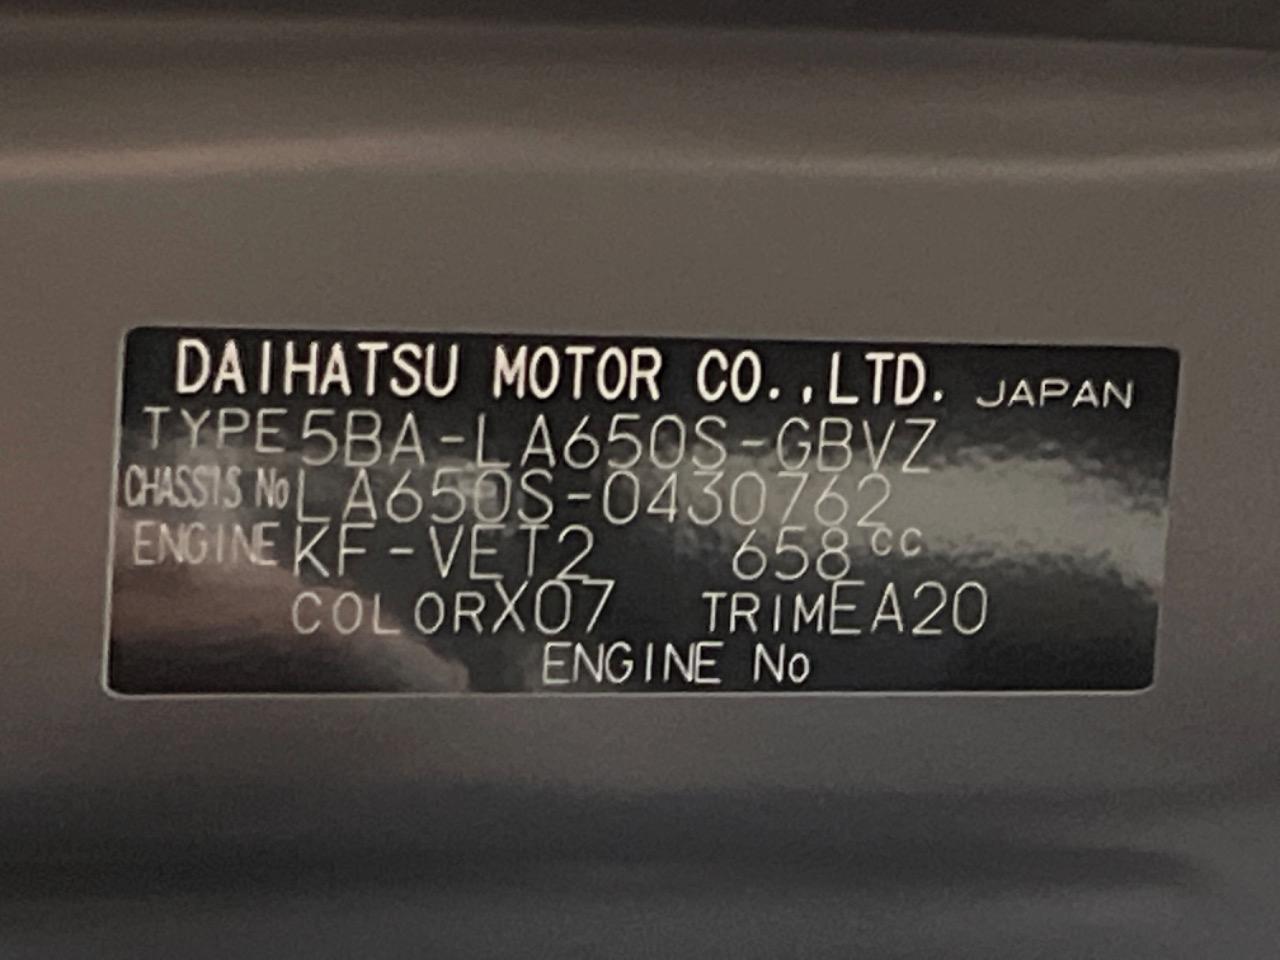 DAIHATSU MOTOR CO.,LTD. JAPAN
TYPE 5BA-LA650S-GBVZ
CHASSIS No LA650S-0430762
ENGINE KF-VET2 658cc
COLOR X07 TRIM EA20
ENGINE No